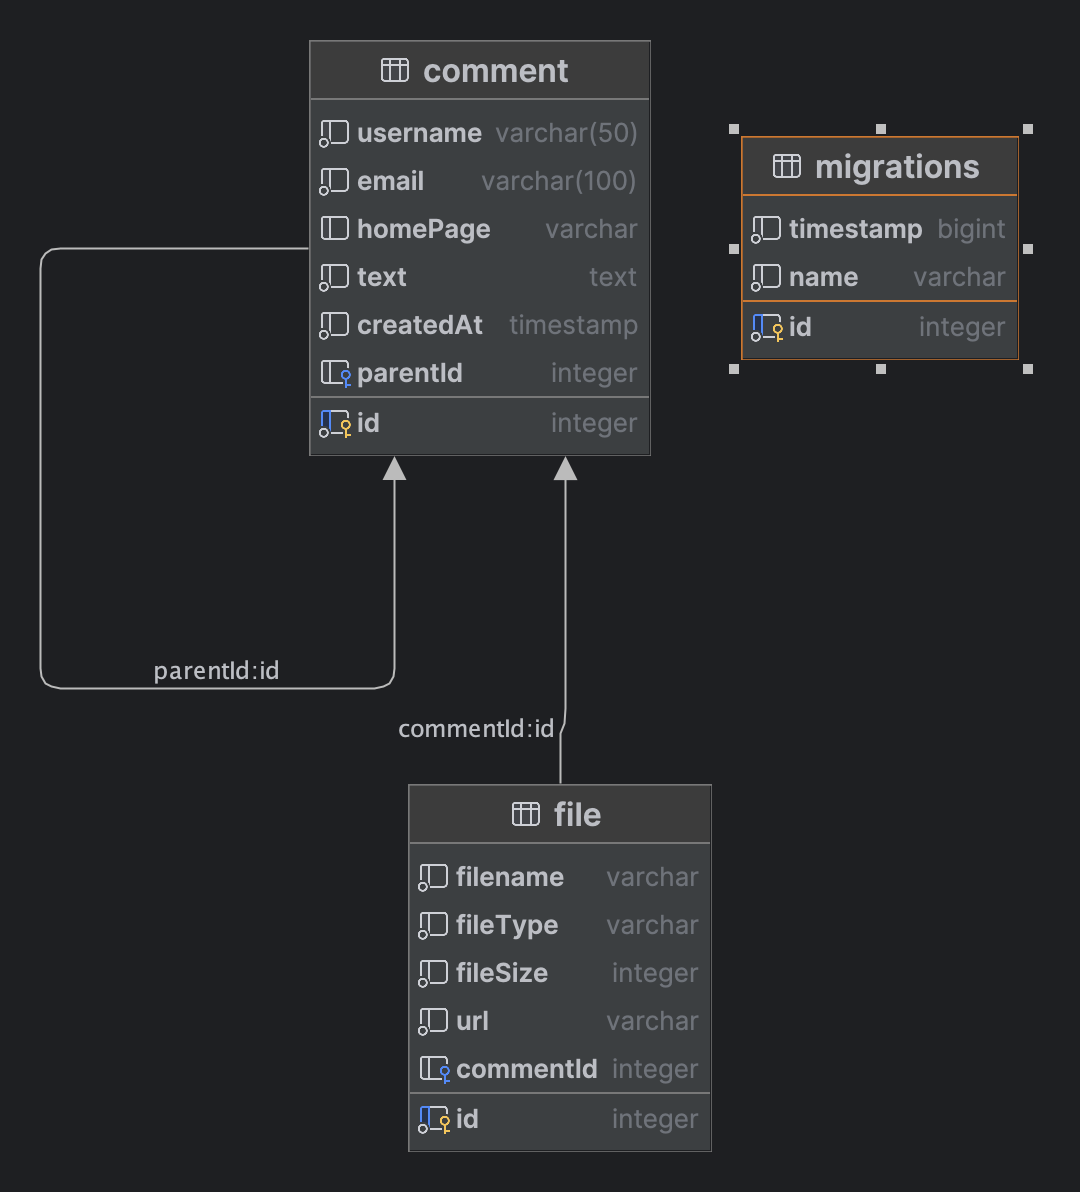 comment
username varchar(50)
email varchar(100)
homePage varchar
text text
createdAt timestamp
parentId integer
id integer
migrations
timestamp bigint
name varchar
id integer
parentId:id
commentId:id
file
filename varchar
fileType varchar
fileSize integer
url varchar
commentId integer
id integer